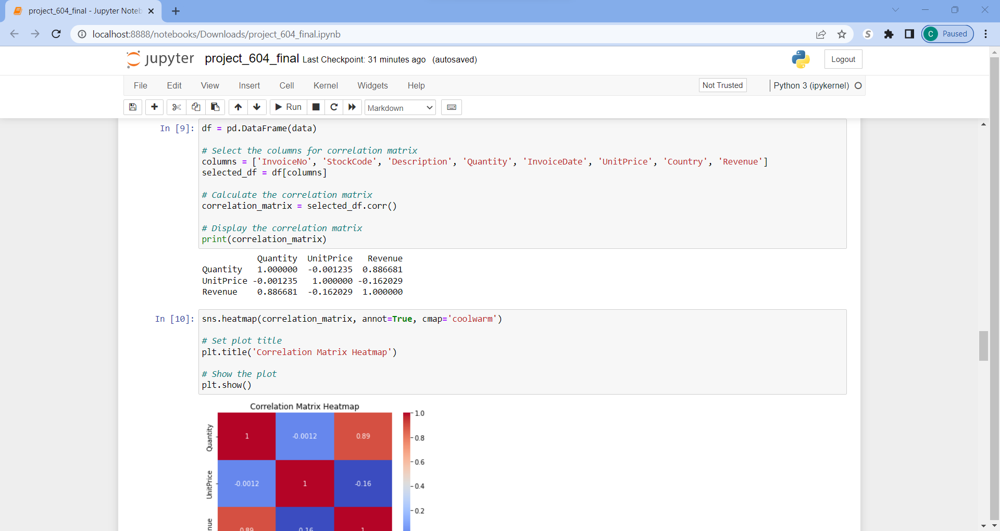 project_604_final - Jupyter Noteb
localhost:8888/notebooks/Downloads/project_604_final.ipynb
S
C Paused
jupyter project_604_final Last Checkpoint: 31 minutes ago (autosaved)
Logout
File Edit View Insert Cell Kernel Widgets Help
Not Trusted
Python 3 (ipykernel)
Run
Markdown
In [9]:
df = pd.DataFrame(data)
# Select the columns for correlation matrix
columns = ['InvoiceNo', 'StockCode', 'Description', 'Quantity', 'InvoiceDate', 'UnitPrice', 'Country', 'Revenue']
selected_df = df[columns]
# Calculate the correlation matrix
correlation_matrix = selected_df.corr()
# Display the correlation matrix
print(correlation_matrix)
Quantity UnitPrice Revenue
Quantity 1.000000 -0.001235 0.886681
UnitPrice -0.001235 1.000000 -0.162029
Revenue 0.886681 -0.162029 1.000000
In [10]:
sns.heatmap(correlation_matrix, annot=True, cmap='coolwarm')
# Set plot title
plt.title('Correlation Matrix Heatmap')
# Show the plot
plt.show()
Correlation Matrix Heatmap
Quantity 1 -0.0012 0.89
UnitPrice -0.0012 1 -0.16
nue 0.89 0.16 1
1.0
0.8
0.6
0.4
0.2